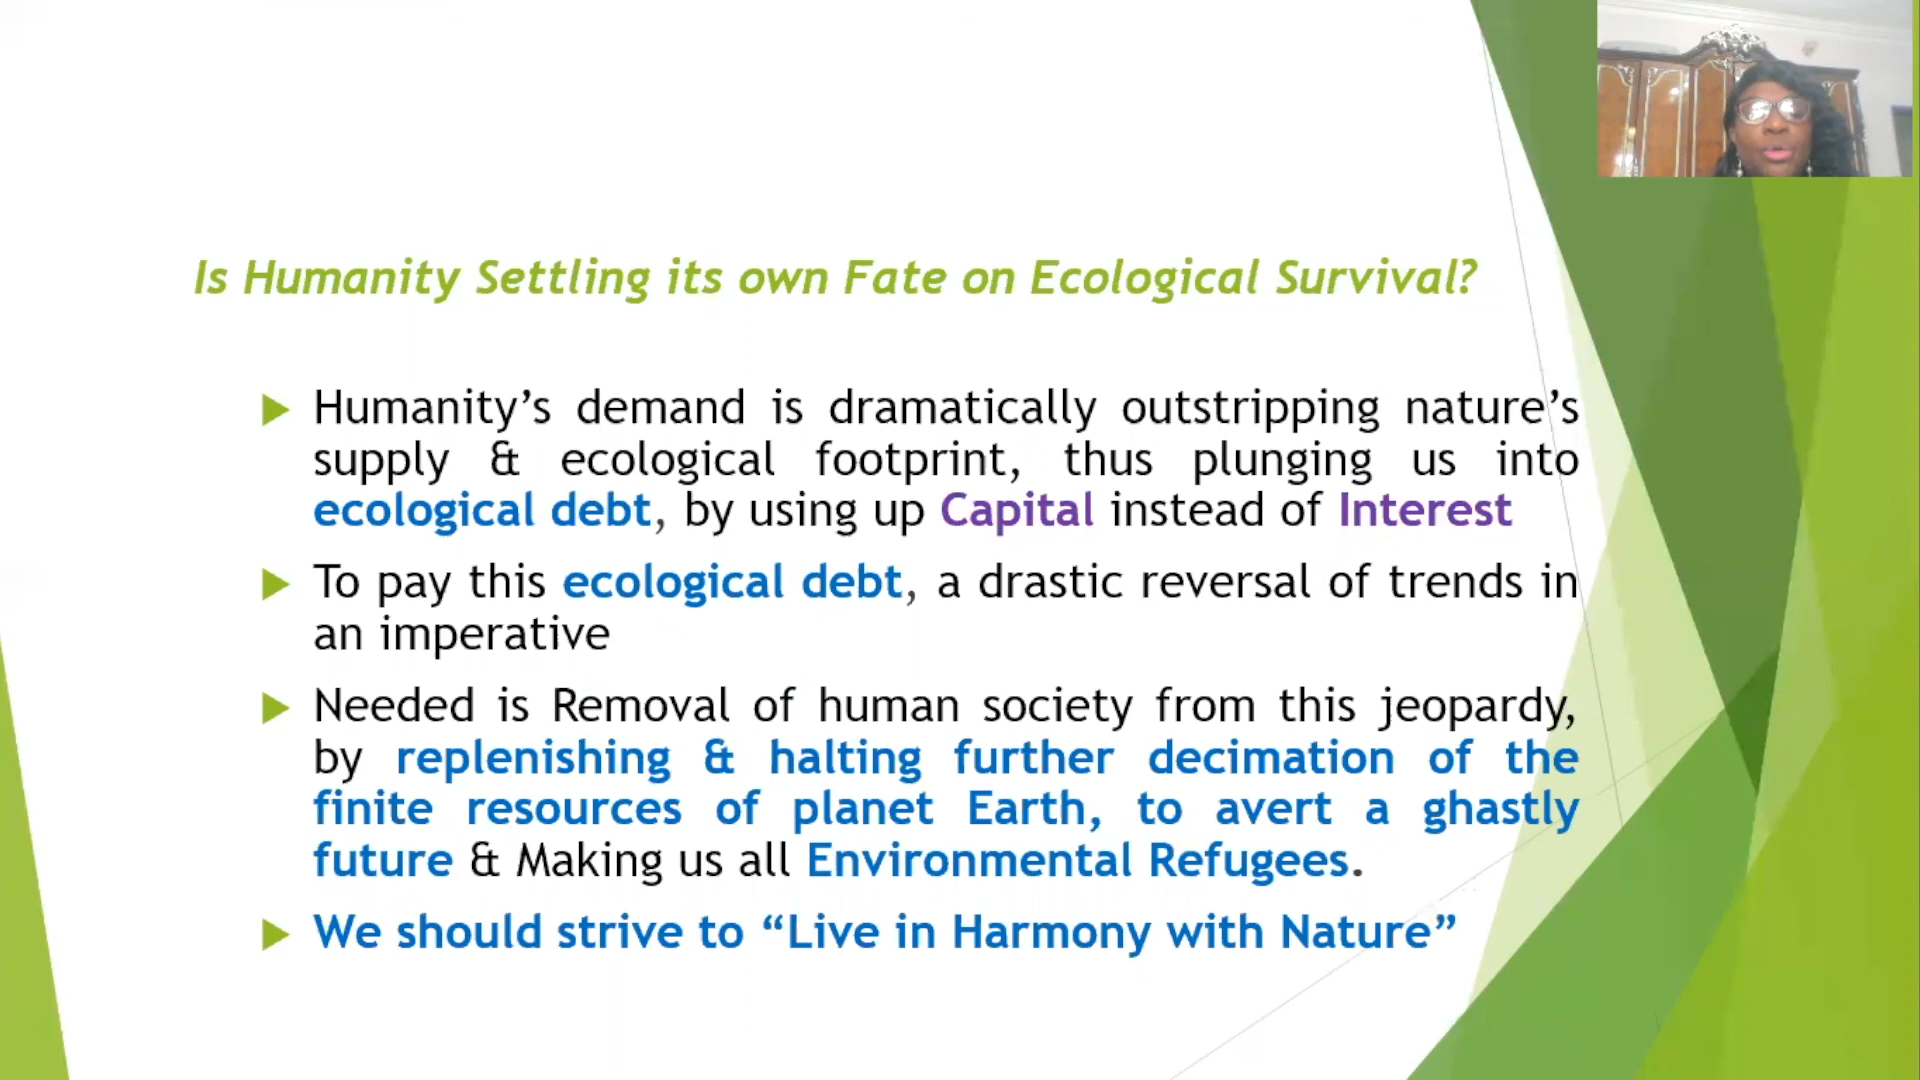 Is Humanity Settling its own Fate on Ecological Survival?
Humanity’s demand is dramatically outstripping nature’s
supply & ecological footprint, thus plunging us into
ecological debt, by using up Capital instead of Interest
To pay this ecological debt, a drastic reversal of trends in
an imperative
Needed is Removal of human society from this jeopardy,
by replenishing & halting further decimation of the
finite resources of planet Earth, to avert a ghastly
future & Making us all Environmental Refugees.
We should strive to “Live in Harmony with Nature”